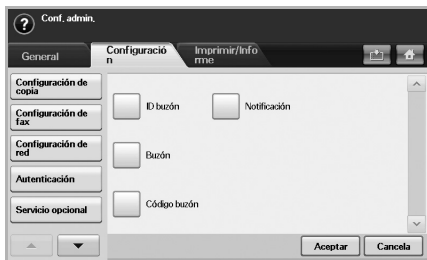 Conf. admin.
General
Configuració
n
Imprimir/Info
rme
Configuración de
copia
Configuración de
fax
Configuración de
red
Autenticación
Servicio opcional
ID buzón
Notificación
Buzón
Código buzón
Aceptar
Cancela